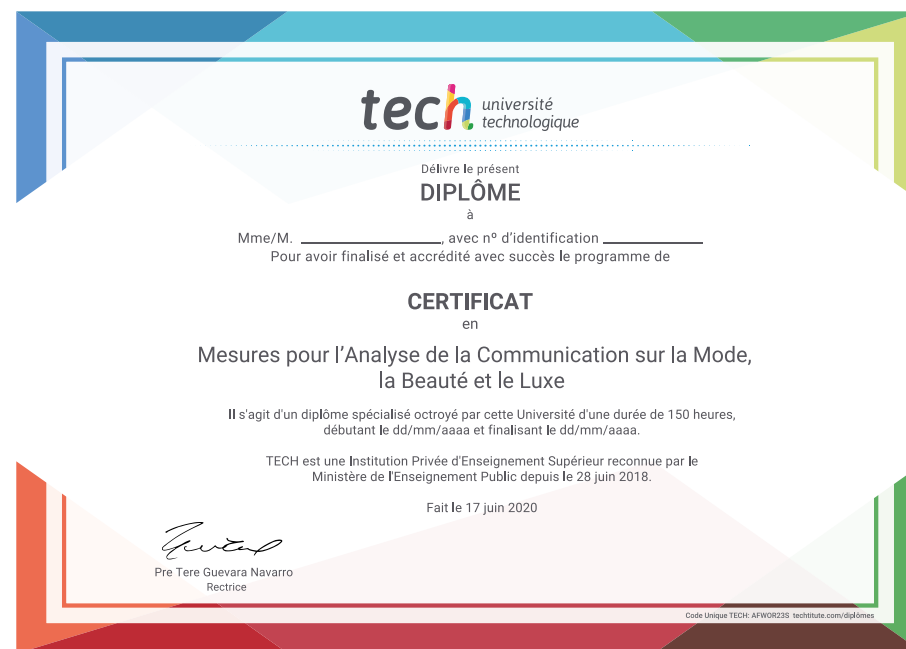 tech université
technologique
Délivre le présent
DIPLÔME
à
Mme/M. ____________________, avec nº d'identification ______________
Pour avoir finalisé et accrédité avec succès le programme de
CERTIFICAT
en
Mesures pour l'Analyse de la Communication sur la Mode,
la Beauté et le Luxe
Il s'agit d'un diplôme spécialisé octroyé par cette Université d'une durée de 150 heures,
débutant le dd/mm/aaaa et finalisant le dd/mm/aaaa.
TECH est une Institution Privée d'Enseignement Supérieur reconnue par le
Ministère de l'Enseignement Public depuis le 28 juin 2018.
Fait le 17 juin 2020
Pre Tere Guevara Navarro
Rectrice
Code Unique TECH: AFWOR23S techtitute.com/diplômes